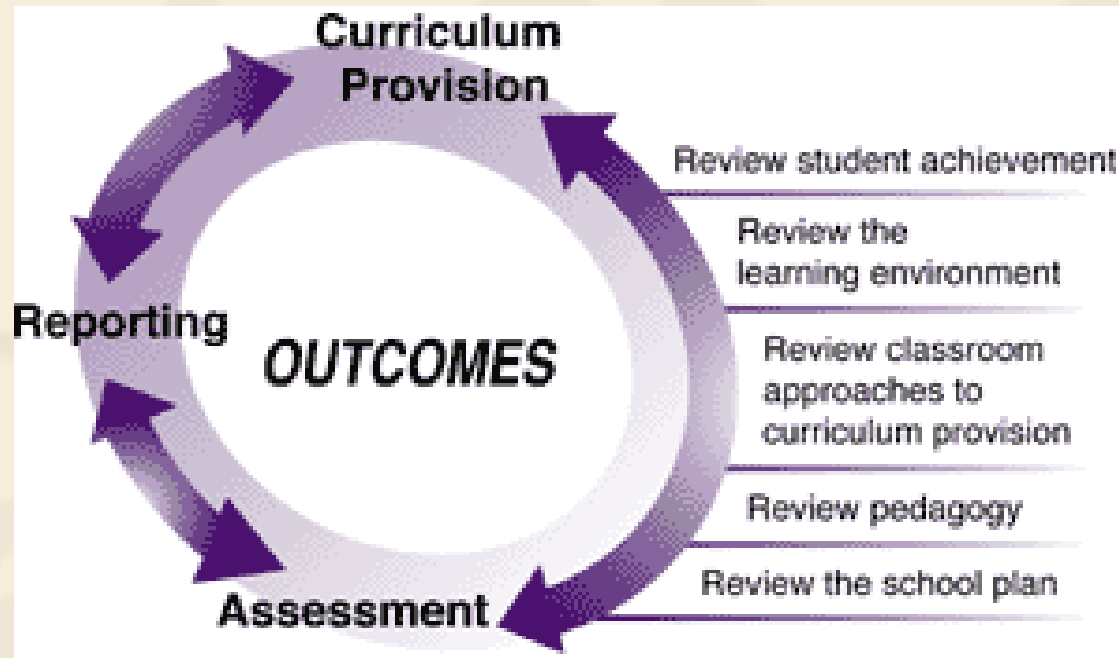 Curriculum
Provision
Review student achievement
Review the
learning environment
Reporting
OUTCOMES
Review classroom
approaches to
curriculum provision
Review pedagogy
Review the school plan
Assessment